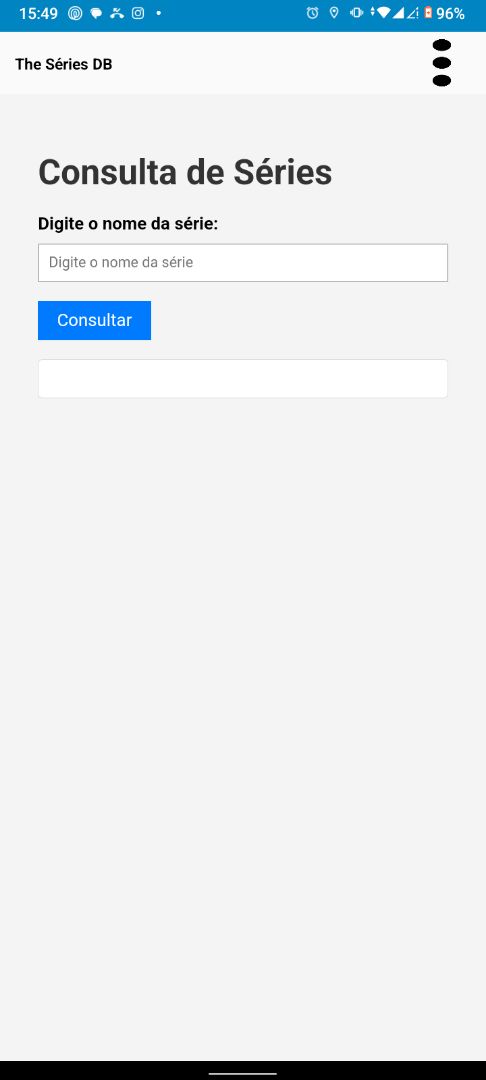 15:49
96%
The Séries DB
Consulta de Séries
Digite o nome da série:
Digite o nome da série
Consultar